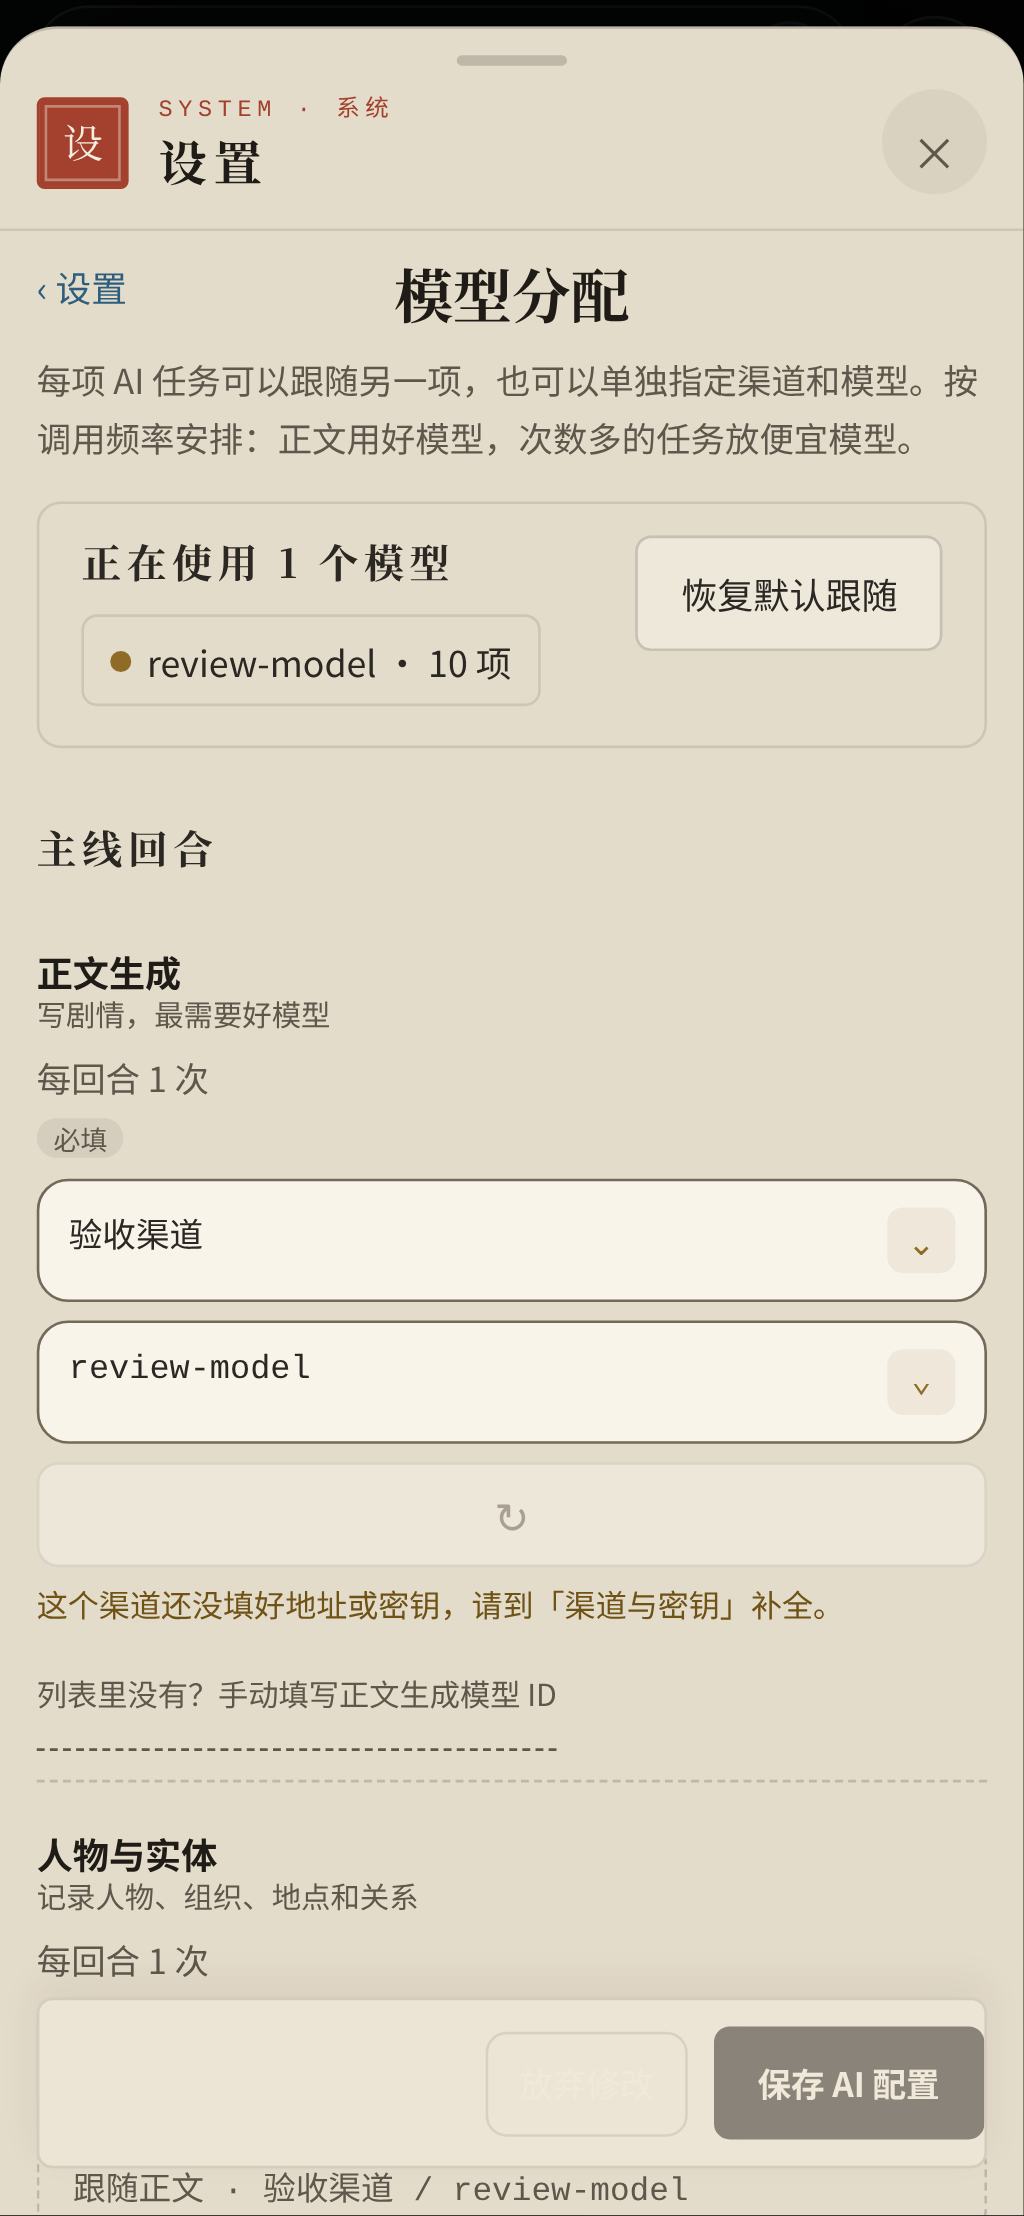 设
SYSTEM · 系统
设置
×
‹ 设置
模型分配
每项 AI 任务可以跟随另一项，也可以单独指定渠道和模型。按
调用频率安排：正文用好模型，次数多的任务放便宜模型。
正在使用 1 个模型
恢复默认跟随
review-model · 10 项
主线回合
正文生成
写剧情，最需要好模型
每回合 1 次
必填
验收渠道
review-model
↻
这个渠道还没填好地址或密钥，请到「渠道与密钥」补全。
列表里没有？手动填写正文生成模型 ID
人物与实体
记录人物、组织、地点和关系
每回合 1 次
放弃修改
保存 AI 配置
跟随正文 · 验收渠道 / review-model